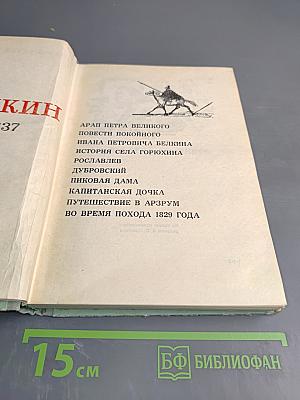 КИН
37
АРАП ПЕТРА ВЕЛИКОГО
ПОВЕСТИ ПОКОЙНОГО
ИВАНА ПЕТРОВИЧА БЕЛКИНА
ИСТОРИЯ СЕЛА ГОРЮХИНА
РОСЛАВЛЕВ
ДУБРОВСКИЙ
ПИКОВАЯ ДАМА
КАПИТАНСКАЯ ДОЧКА
ПУТЕШЕСТВИЕ В АРЗРУМ
ВО ВРЕМЯ ПОХОДА 1829 ГОДА
15 см
БФ БИБЛИОФАН